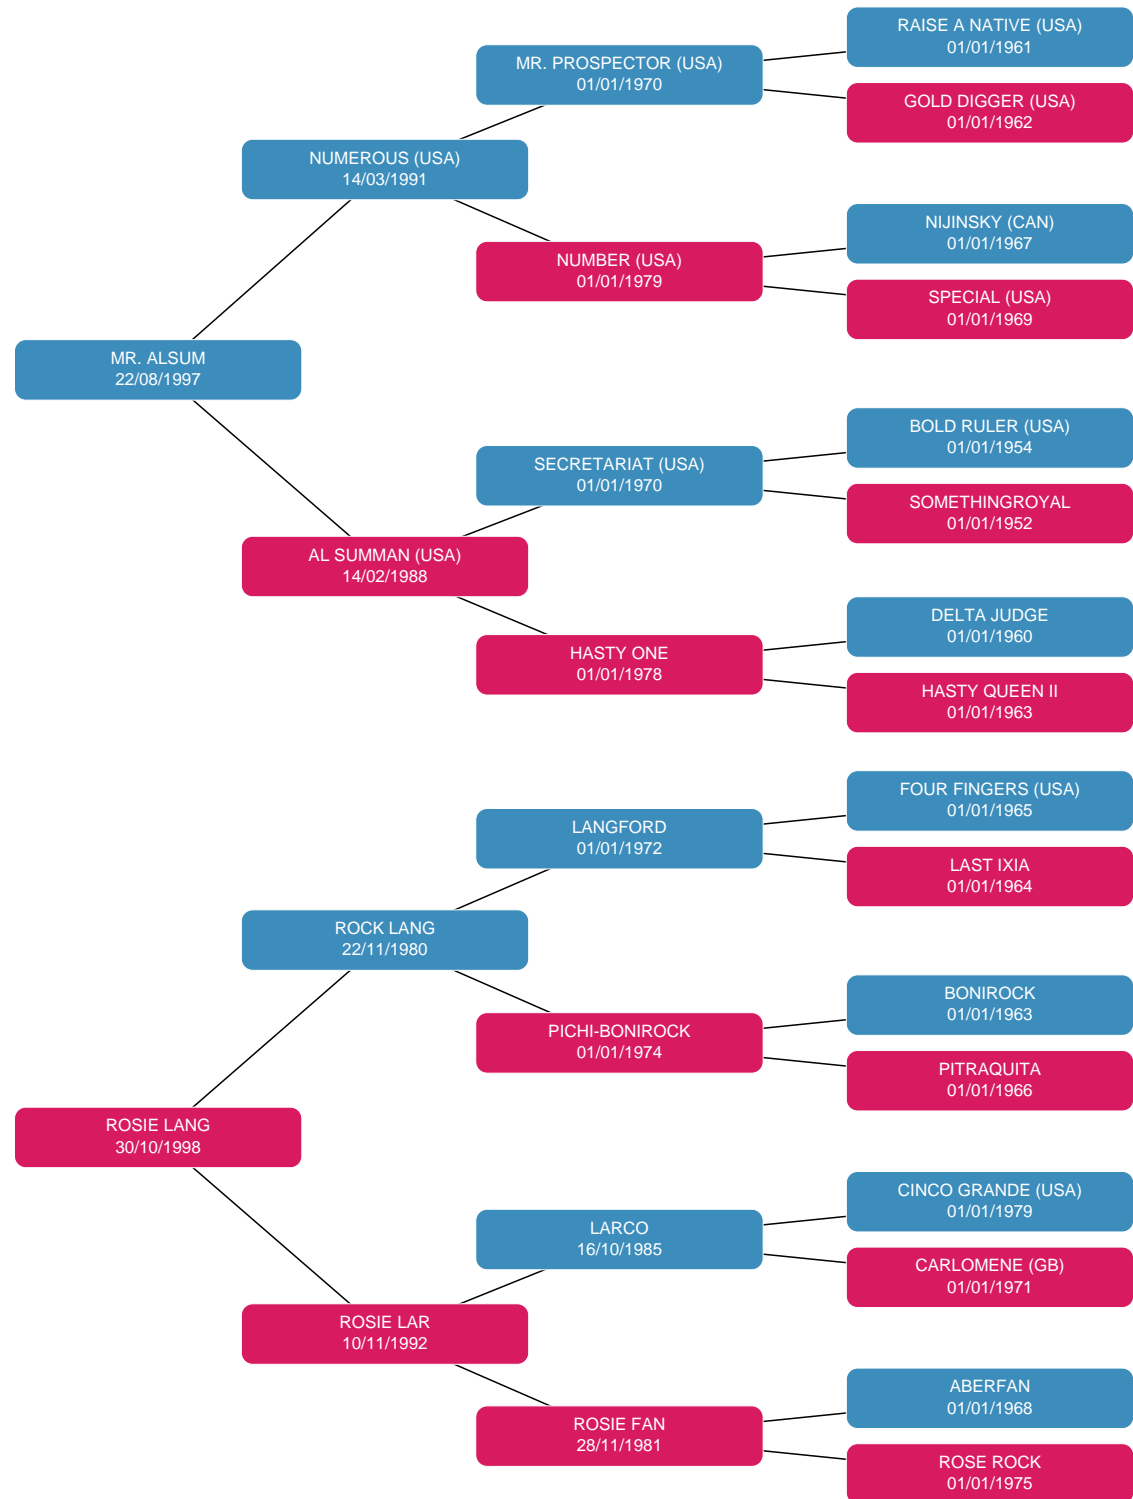 RAISE A NATIVE (USA)
01/01/1961
MR. PROSPECTOR (USA)
01/01/1970
GOLD DIGGER (USA)
01/01/1962
NUMEROUS (USA)
14/03/1991
NIJINSKY (CAN)
01/01/1967
NUMBER (USA)
01/01/1979
SPECIAL (USA)
01/01/1969
MR. ALSUM
22/08/1997
BOLD RULER (USA)
01/01/1954
SECRETARIAT (USA)
01/01/1970
SOMETHINGROYAL
01/01/1952
AL SUMMAN (USA)
14/02/1988
DELTA JUDGE
01/01/1960
HASTY ONE
01/01/1978
HASTY QUEEN II
01/01/1963
FOUR FINGERS (USA)
01/01/1965
LANGFORD
01/01/1972
LAST IXIA
01/01/1964
ROCK LANG
22/11/1980
BONIROCK
01/01/1963
PICHI-BONIROCK
01/01/1974
PITRAQUITA
01/01/1966
ROSIE LANG
30/10/1998
CINCO GRANDE (USA)
01/01/1979
LARCO
16/10/1985
CARLOMENE (GB)
01/01/1971
ROSIE LAR
10/11/1992
ABERFAN
01/01/1968
ROSIE FAN
28/11/1981
ROSE ROCK
01/01/1975